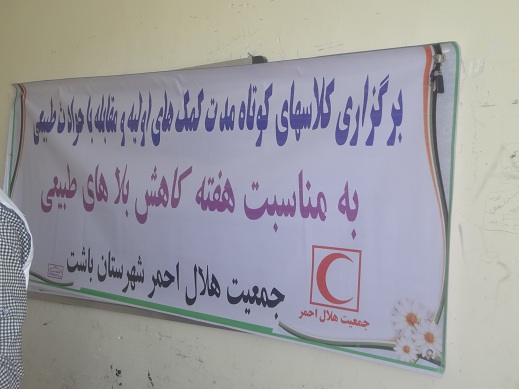 برگزاری کلاسهای کوتاه مدت کمک های اولیه و مقابله با حوادث طبیعی
به مناسبت هفته کاهش بلا های طبیعی
جمعیت هلال احمر شهرستان باشت
جمعیت هلال احمر